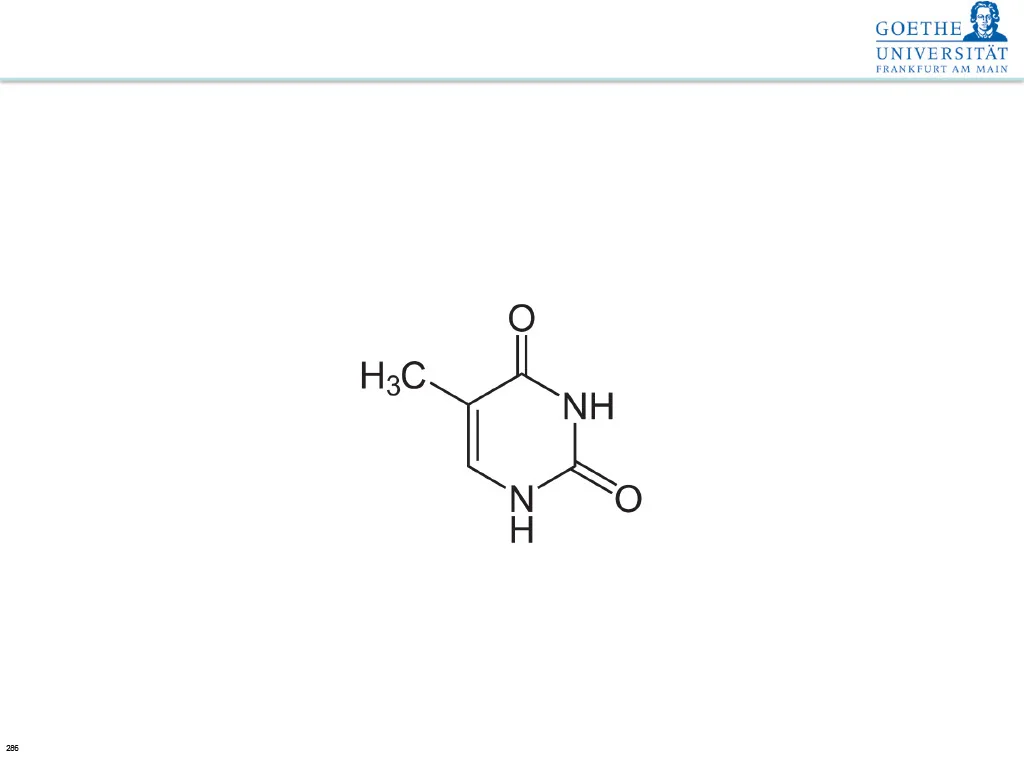 GOETHE
UNIVERSITÄT
FRANKFURT AM MAIN
O
H₃C
NH
N
H
O
286